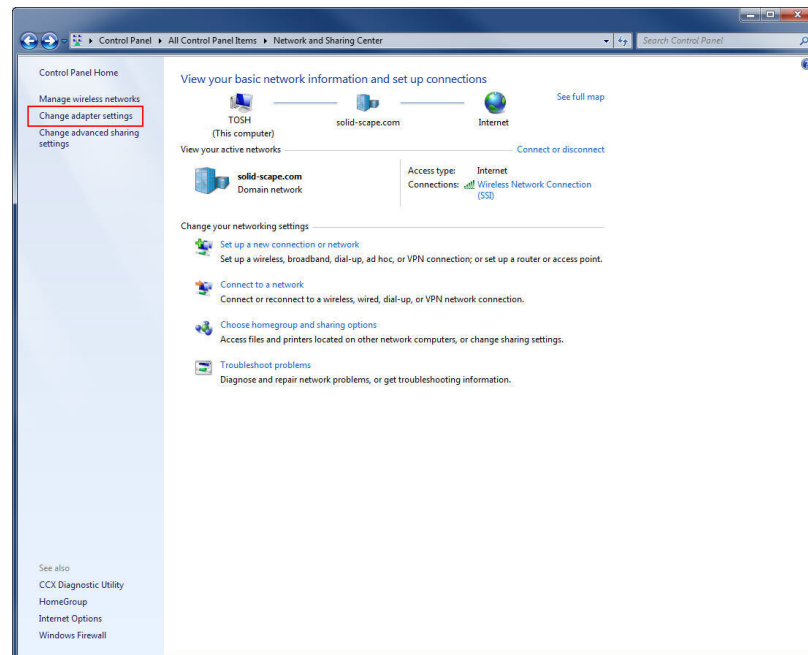 Control Panel ▸ All Control Panel Items ▸ Network and Sharing Center
Search Control Panel
Control Panel Home
Manage wireless networks
Change adapter settings
Change advanced sharing
settings
View your basic network information and set up connections
See full map
TOSH
(This computer)
solid-scape.com
Internet
View your active networks
Connect or disconnect
solid-scape.com
Domain network
Access type: Internet
Connections: Wireless Network Connection
(SSI)
Change your networking settings
Set up a new connection or network
Set up a wireless, broadband, dial-up, ad hoc, or VPN connection; or set up a router or access point.
Connect to a network
Connect or reconnect to a wireless, wired, dial-up, or VPN network connection.
Choose homegroup and sharing options
Access files and printers located on other network computers, or change sharing settings.
Troubleshoot problems
Diagnose and repair network problems, or get troubleshooting information.
See also
CCX Diagnostic Utility
HomeGroup
Internet Options
Windows Firewall